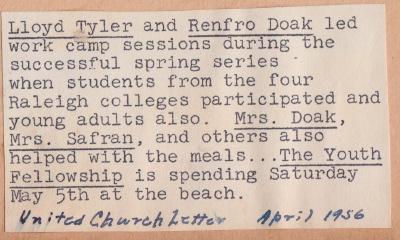 Lloyd Tyler and Renfro Doak led
work camp sessions during the
successful spring series
when students from the four
Raleigh colleges participated and
young adults also. Mrs. Doak,
Mrs. Safran, and others also
helped with the meals...The Youth
Fellowship is spending Saturday
May 5th at the beach.
United Church Letter April 1956